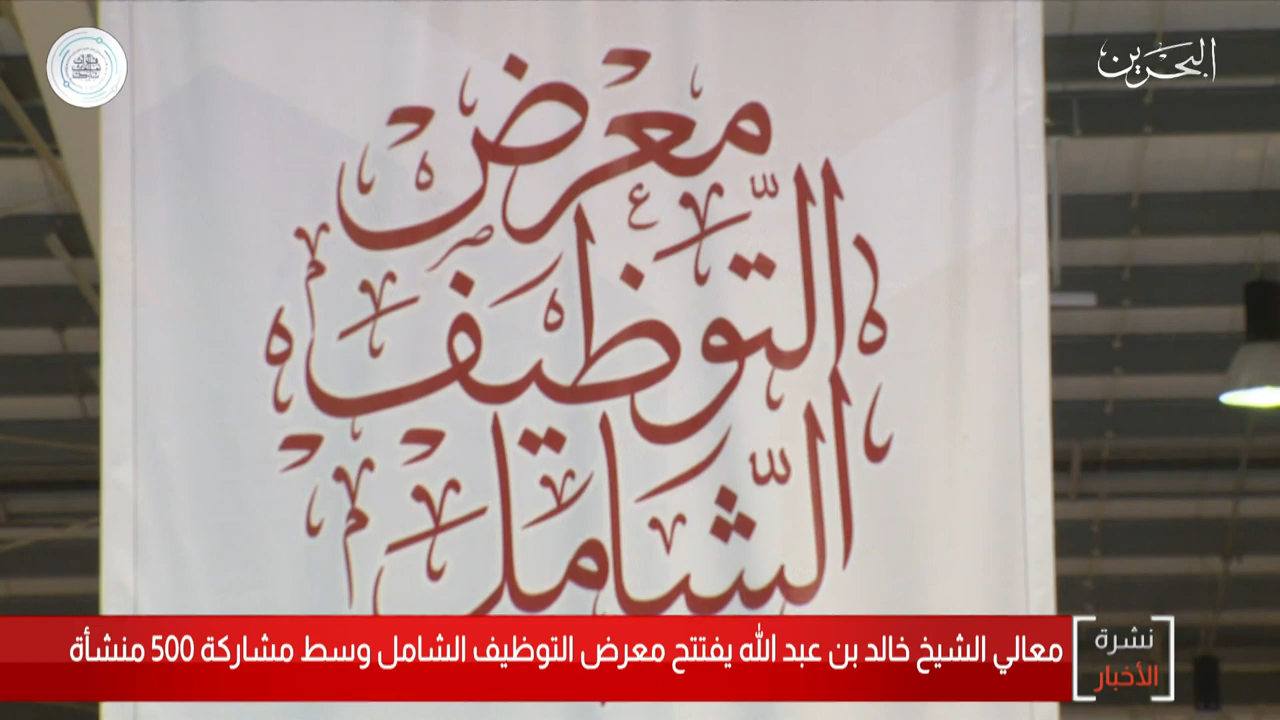 البحرين
معرض
التوظيف
الشامل
نشرة
الأخبار
معالي الشيخ خالد بن عبد الله يفتتح معرض التوظيف الشامل وسط مشاركة 500 منشأة